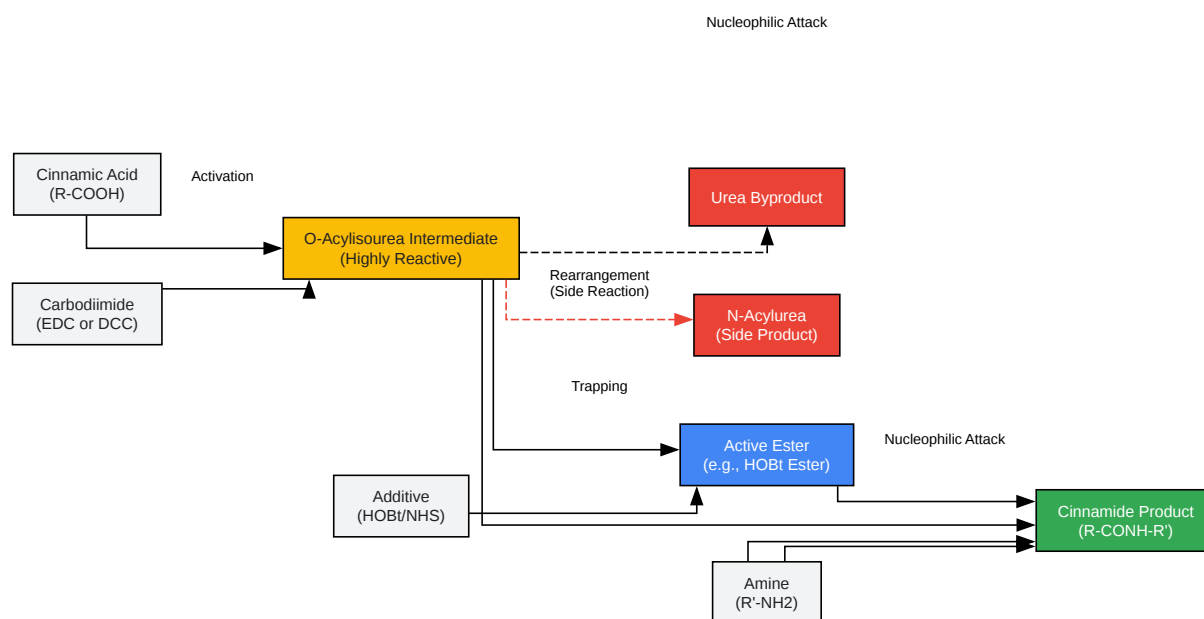 Nucleophilic Attack
Cinnamic Acid
(R-COOH)
Activation
Urea Byproduct
O-Acylisourea Intermediate
(Highly Reactive)
Rearrangement
(Side Reaction)
Carbodiimide
(EDC or DCC)
N-Acylurea
(Side Product)
Trapping
Active Ester
(e.g., HOBt Ester)
Nucleophilic Attack
Additive
(HOBt/NHS)
Cinnamide Product
(R-CONH-R')
Amine
(R'-NH2)